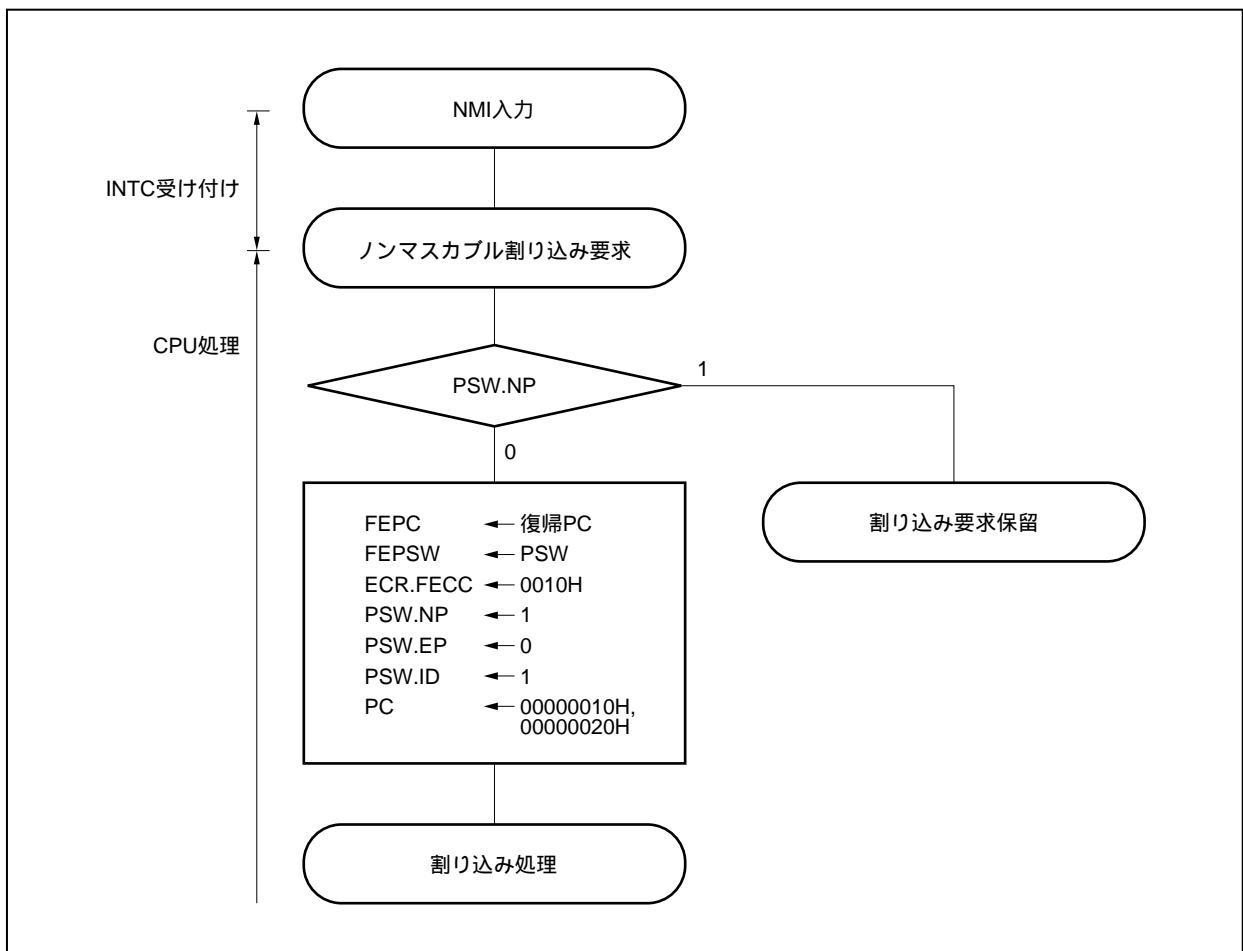 NMI入力
INTC受け付け
ノンマスカブル割り込み要求
CPU処理
PSW.NP
1
0
FEPC ← 復帰PC
FEPSW ← PSW
ECR.FECC ← 0010H
PSW.NP ← 1
PSW.EP ← 0
PSW.ID ← 1
PC ← 00000010H,
00000020H
割り込み要求保留
割り込み処理